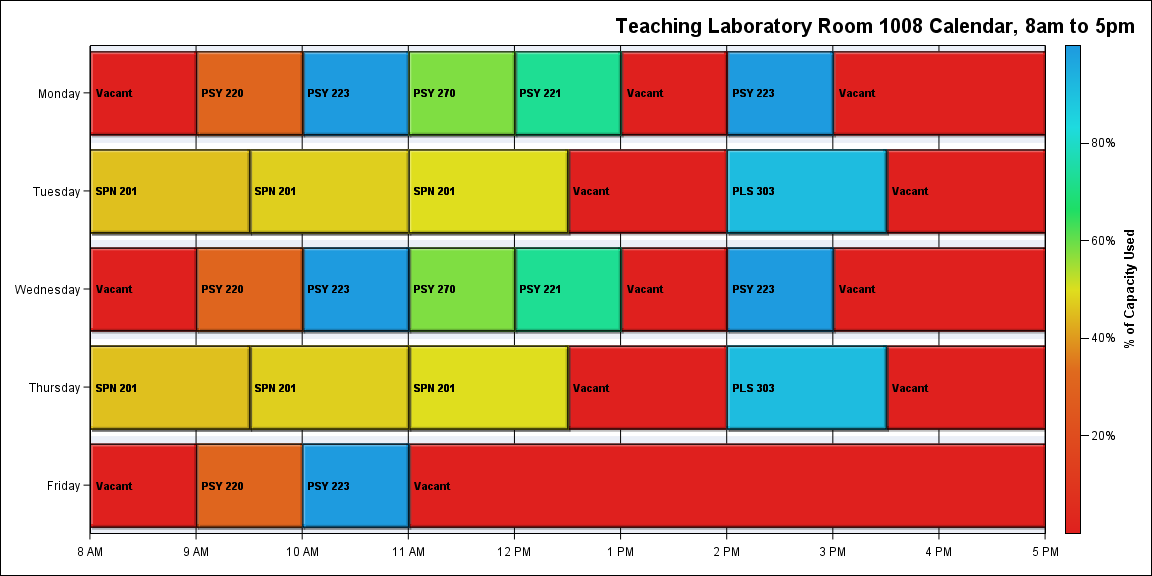 Teaching Laboratory Room 1008 Calendar, 8am to 5pm
Monday
Vacant
PSY 220
PSY 223
PSY 270
PSY 221
Vacant
PSY 223
Vacant
Tuesday
SPN 201
SPN 201
SPN 201
Vacant
PLS 303
Vacant
Wednesday
Vacant
PSY 220
PSY 223
PSY 270
PSY 221
Vacant
PSY 223
Vacant
Thursday
SPN 201
SPN 201
SPN 201
Vacant
PLS 303
Vacant
Friday
Vacant
PSY 220
PSY 223
Vacant
8 AM
9 AM
10 AM
11 AM
12 PM
1 PM
2 PM
3 PM
4 PM
5 PM
80%
60%
40%
20%
% of Capacity Used